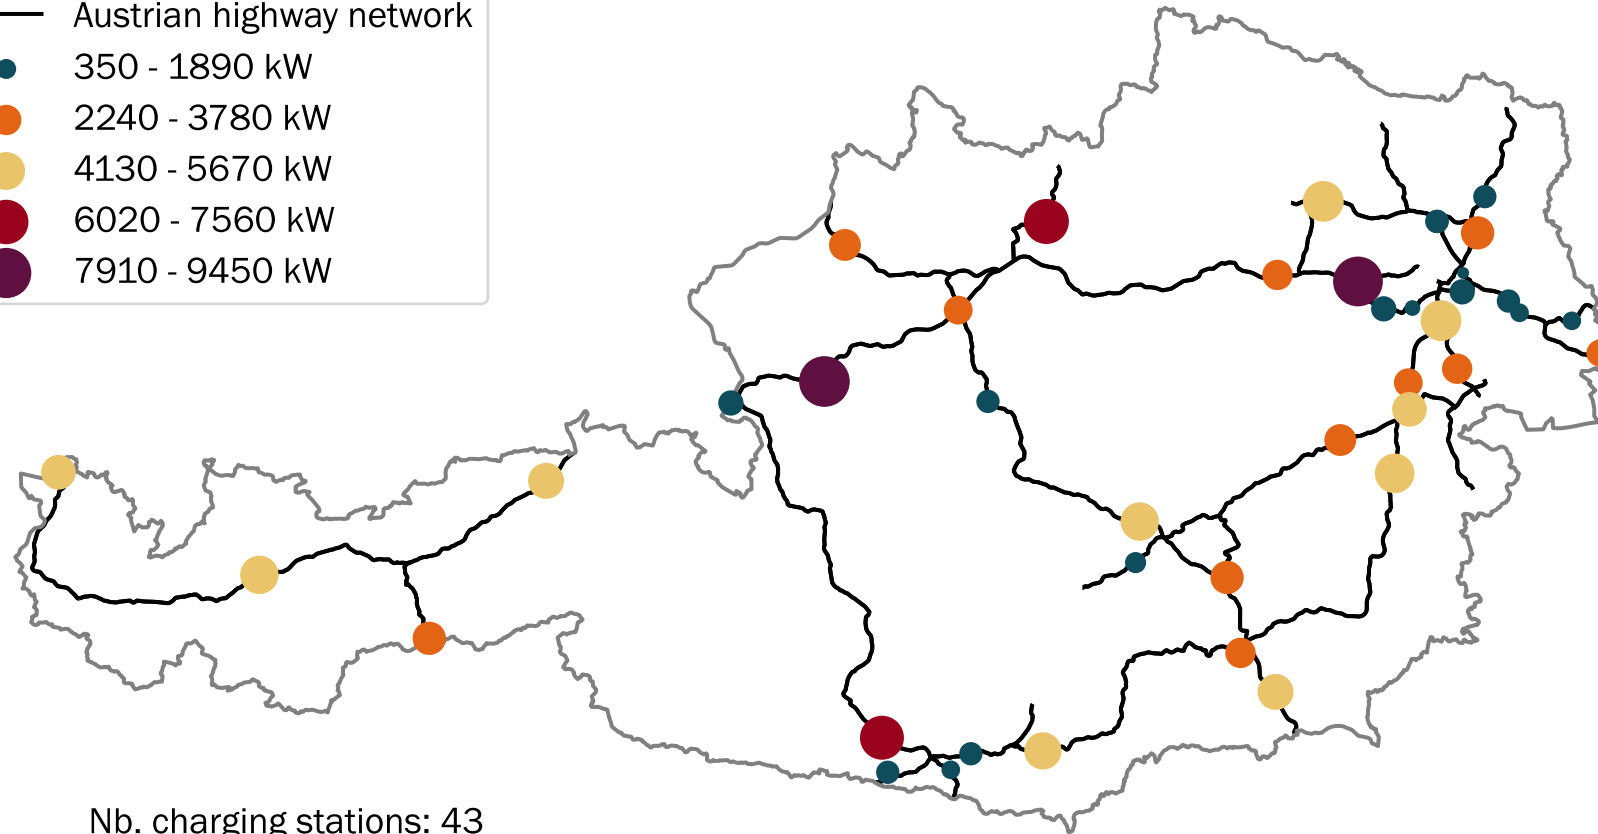 Austrian highway network
350 - 1890 kW
2240 - 3780 kW
4130 - 5670 kW
6020 - 7560 kW
7910 - 9450 kW
Nb. charging stations: 43